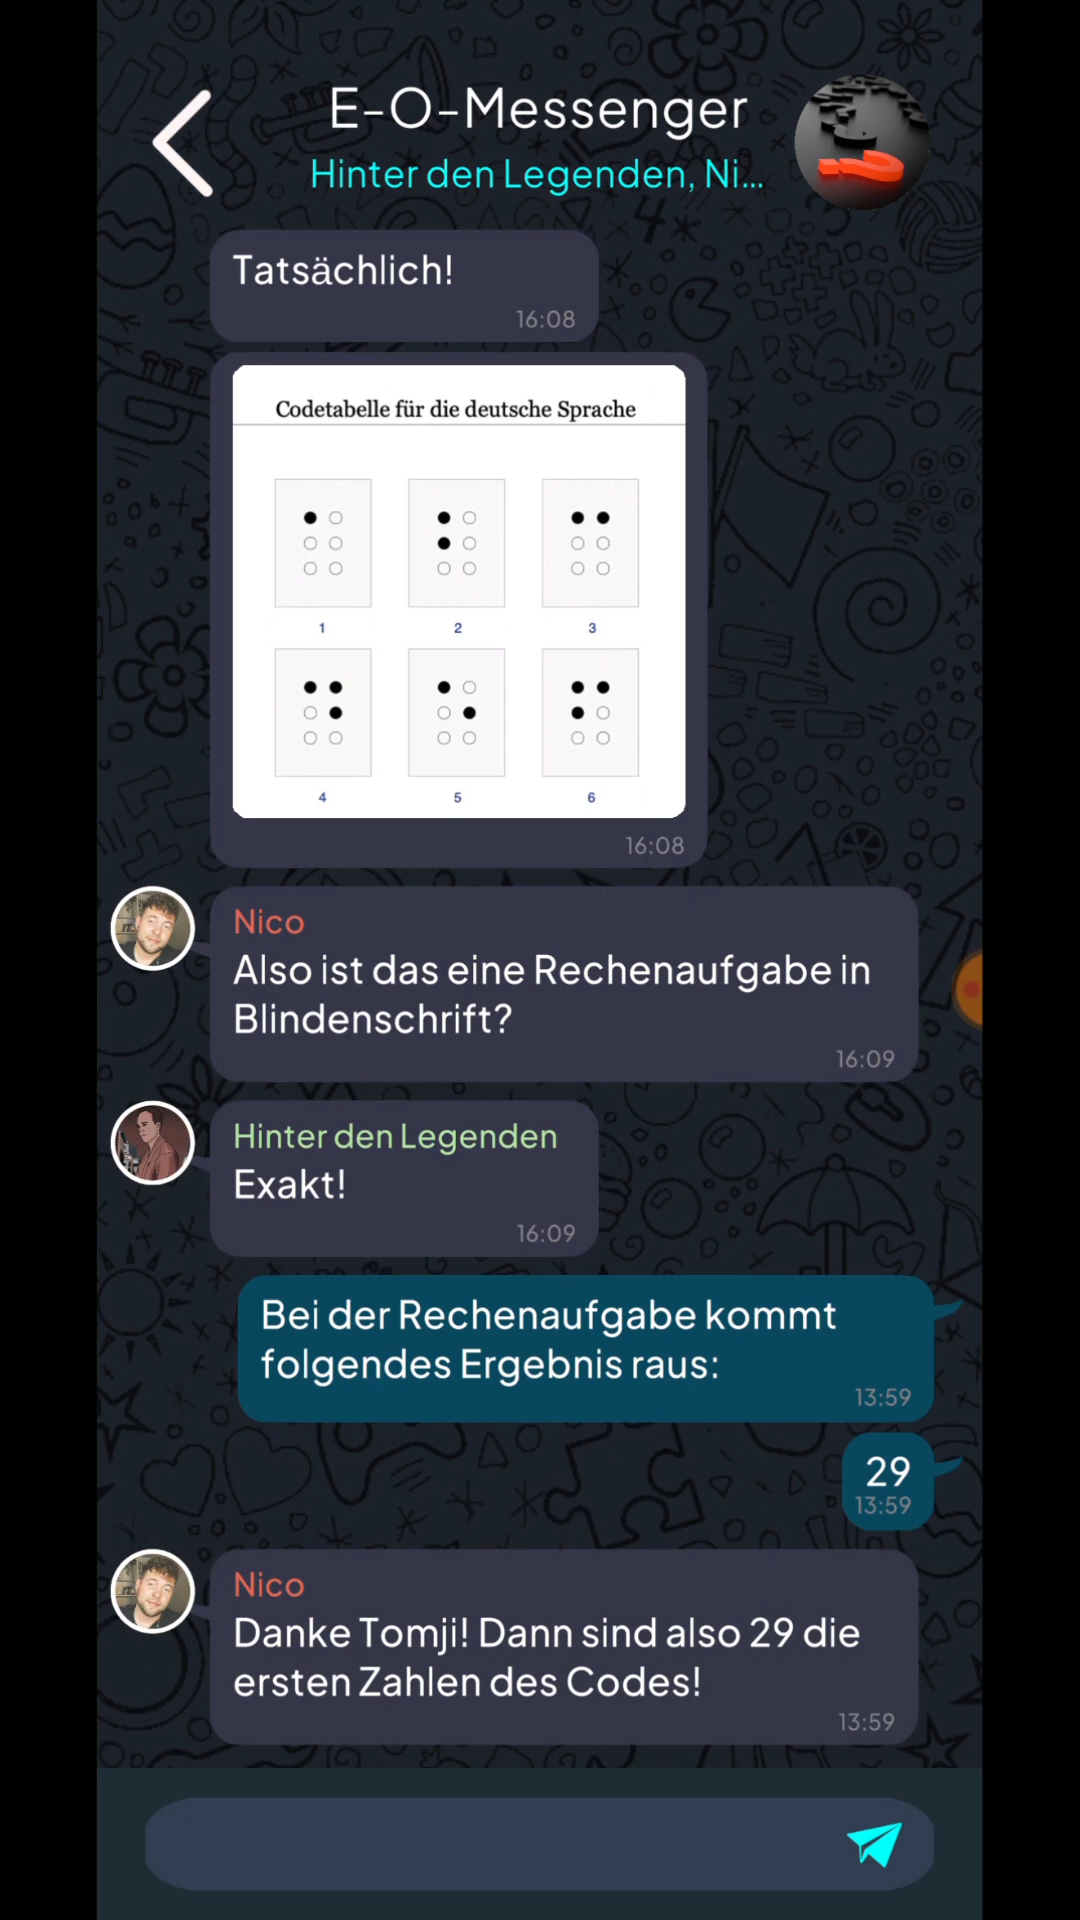 E-O-Messenger
Hinter den Legenden, Ni...
Tatsächlich!
16:08
Codetabelle für die deutsche Sprache
1 2 3
4 5 6
16:08
Nico
Also ist das eine Rechenaufgabe in
Blindenschrift?
16:09
Hinter den Legenden
Exakt!
16:09
Bei der Rechenaufgabe kommt
folgendes Ergebnis raus:
13:59
29
13:59
Nico
Danke Tomji! Dann sind also 29 die
ersten Zahlen des Codes!
13:59